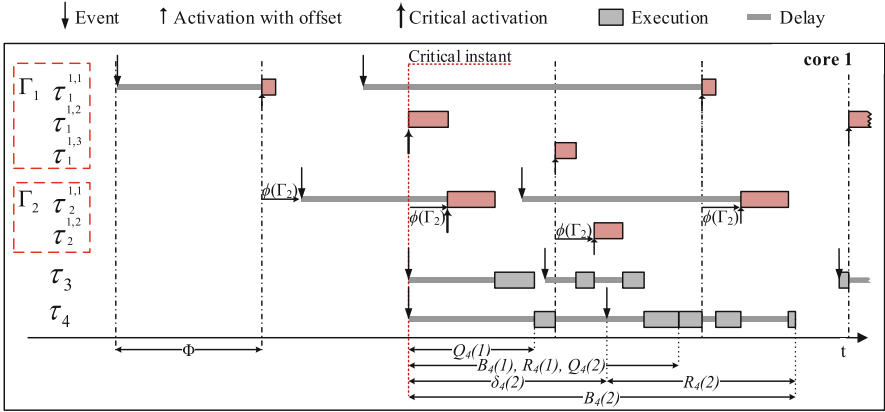 Event Activation with offset Critical activation Execution Delay
Critical instant core 1
Γ₁ τ₁^{1,1}
τ₁^{1,2}
τ₁^{1,3}
Γ₂ τ₂^{1,1} ϕ(Γ₂) ϕ(Γ₂) ϕ(Γ₂)
τ₂^{1,2} ϕ(Γ₂)
τ₃
τ₄
Φ Q₄(1) t
B₄(1), R₄(1), Q₄(2)
δ₄(2) R₄(2)
B₄(2)